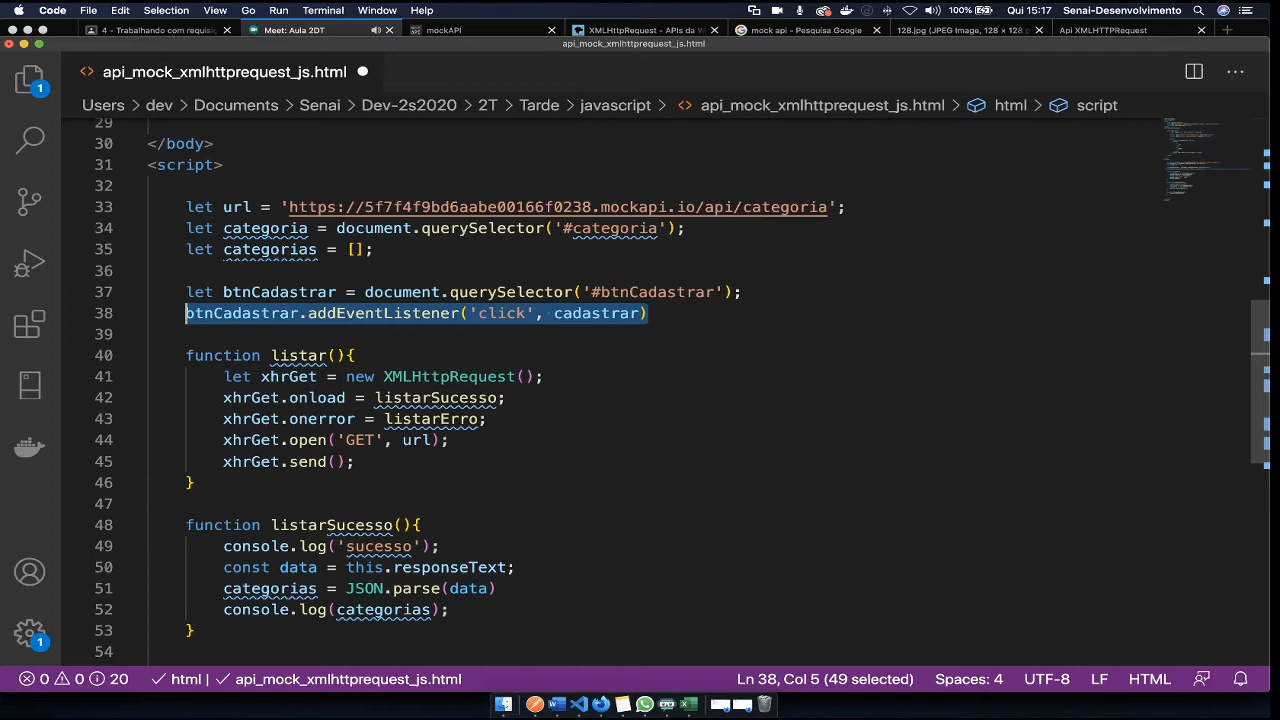 Code File Edit Selection View Go Run Terminal Window Help 100% Qui 15:17 Senai-Desenvolvimento
4 - Trabalhando com requisiç Meet: Aula 2DT mockAPI XMLHttpRequest - APIs da W mock api - Pesquisa Google 128.jpg (JPEG Image, 128 × 128 p Api XMLHTTPRequest
api_mock_xmlhttprequest_js.html
api_mock_xmlhttprequest_js.html
1
Users > dev > Documents > Senai > Dev-2s2020 > 2T > Tarde > javascript > api_mock_xmlhttprequest_js.html > html > script
29
30 </body>
31 <script>
32
33 let url = 'https://5f7f4f9bd6aabe00166f0238.mockapi.io/api/categoria';
34 let categoria = document.querySelector('#categoria');
35 let categorias = [];
36
37 let btnCadastrar = document.querySelector('#btnCadastrar');
38 btnCadastrar.addEventListener('click', cadastrar)
39
40 function listar(){
41 let xhrGet = new XMLHttpRequest();
42 xhrGet.onload = listarSucesso;
43 xhrGet.onerror = listarErro;
44 xhrGet.open('GET', url);
45 xhrGet.send();
46 }
47
48 function listarSucesso(){
49 console.log('sucesso');
50 const data = this.responseText;
51 categorias = JSON.parse(data)
52 console.log(categorias);
53 }
54
1
0 0 20 html | api_mock_xmlhttprequest_js.html Ln 38, Col 5 (49 selected) Spaces: 4 UTF-8 LF HTML